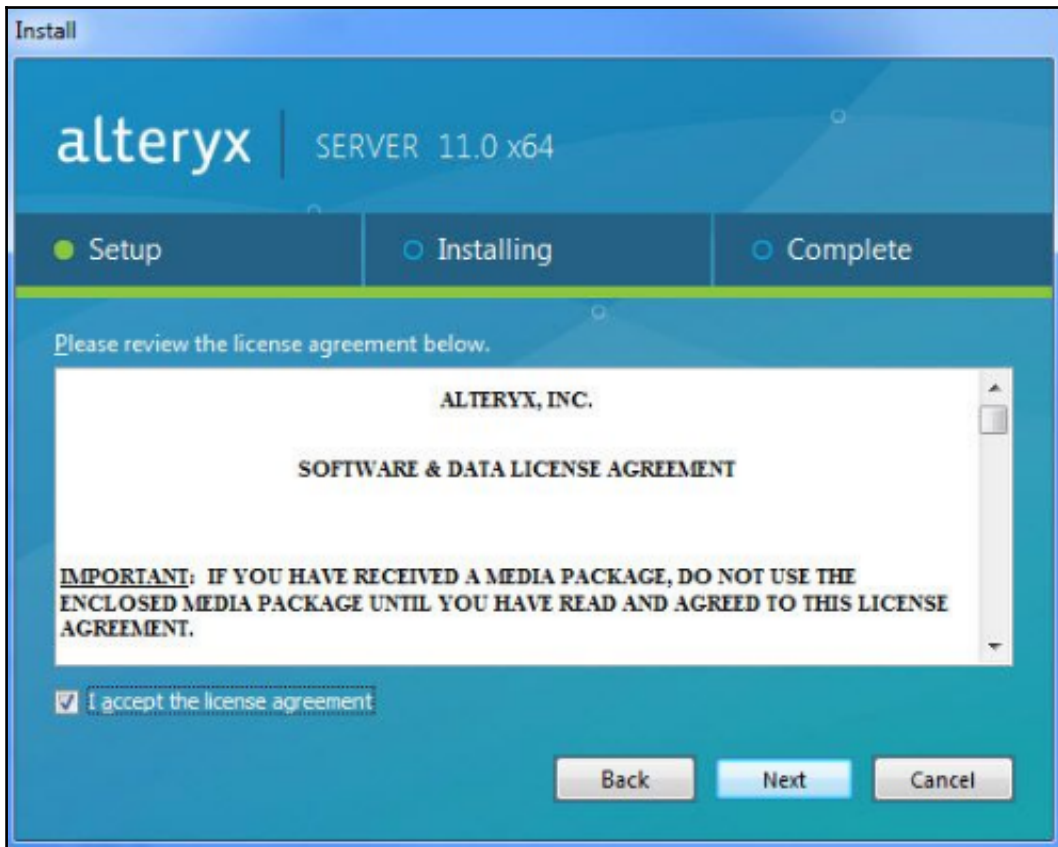 Install
alteryx SERVER 11.0 x64
Setup Installing Complete
Please review the license agreement below.
ALTERYX, INC.
SOFTWARE & DATA LICENSE AGREEMENT
IMPORTANT: IF YOU HAVE RECEIVED A MEDIA PACKAGE, DO NOT USE THE
ENCLOSED MEDIA PACKAGE UNTIL YOU HAVE READ AND AGREED TO THIS LICENSE
AGREEMENT.
I accept the license agreement
Back Next Cancel